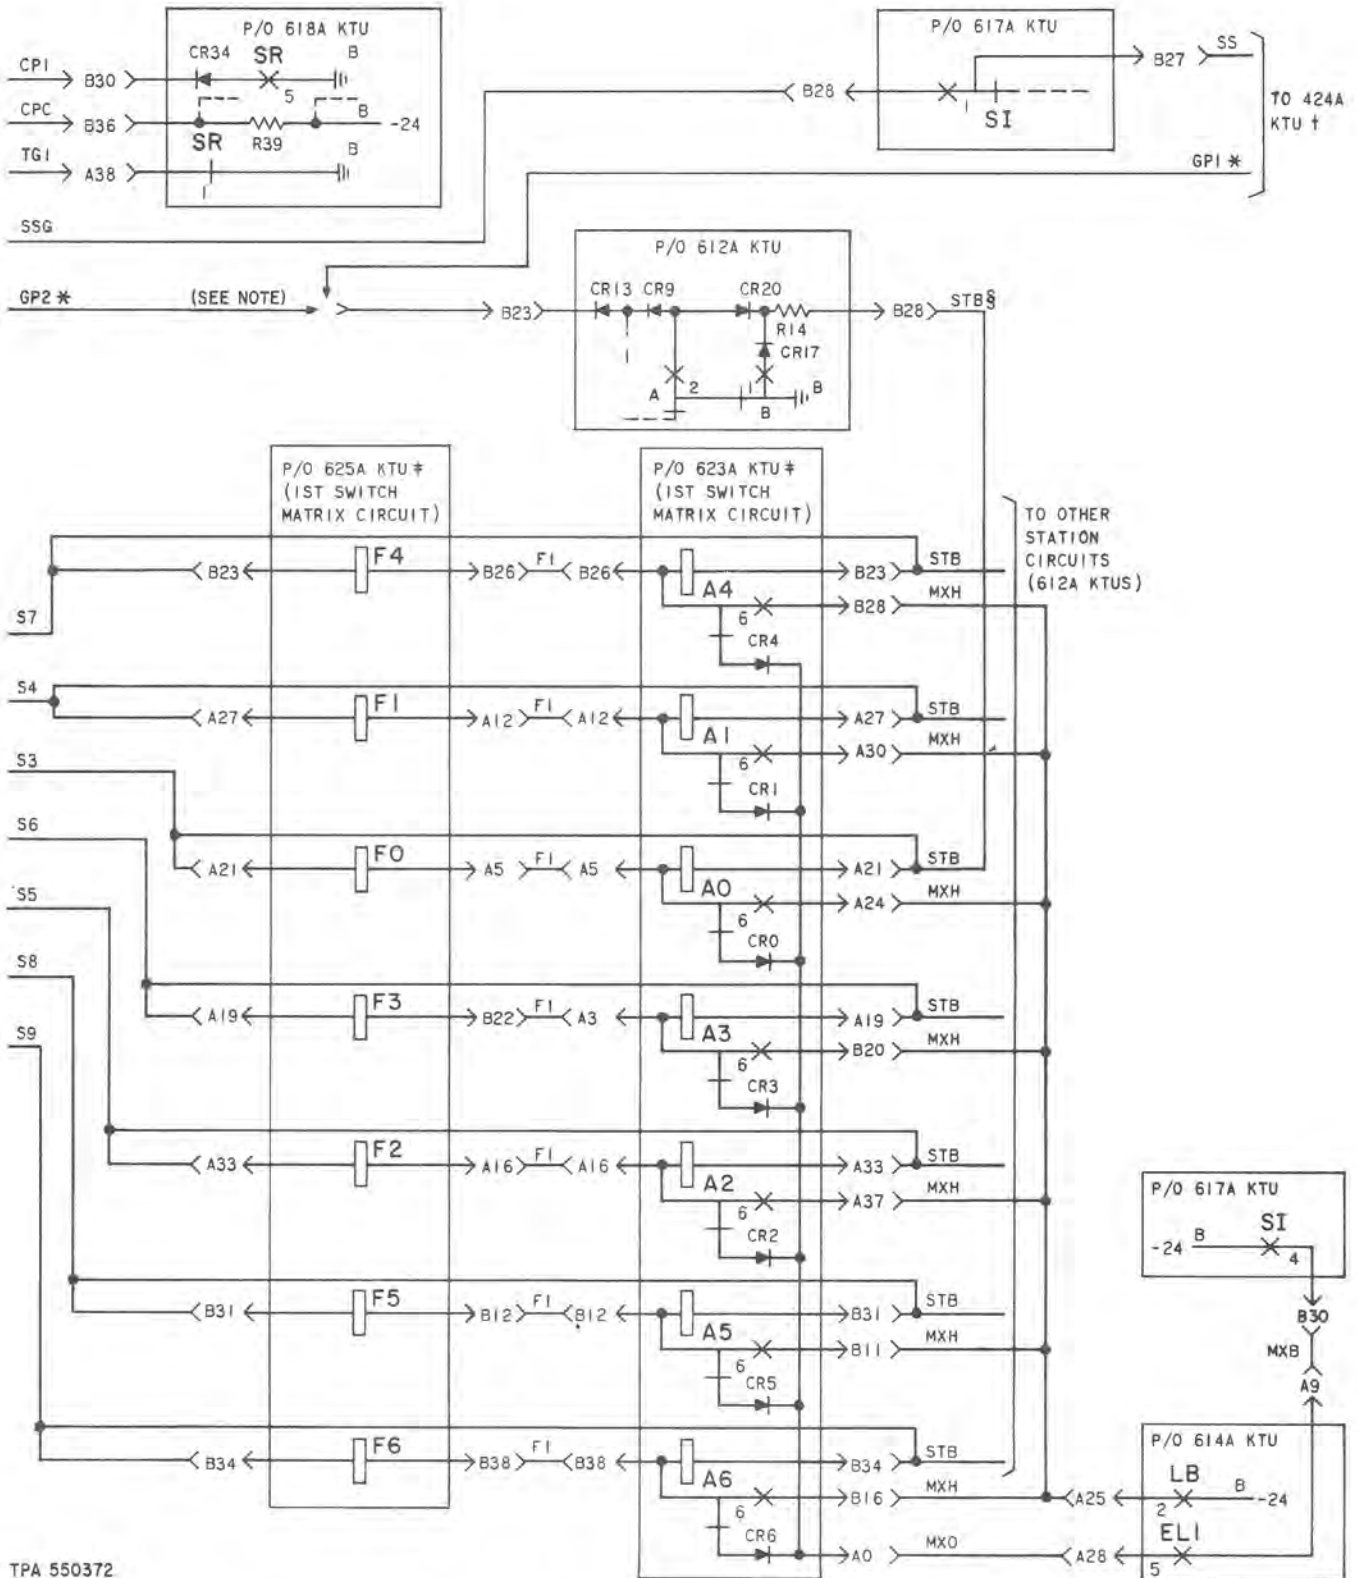 P/O 618A KTU
CPI B30 CR34 SR 5 B
CPC B36 SR R39 B -24
TGI A38 1 B
P/O 617A KTU
B28 1 SI B27 SS
TO 424A
KTU †
GP1 *
SSG
GP2 * (SEE NOTE)
P/O 612A KTU
B23 CR13 CR9 CR20 R14 B28 STB§
CR17
A 2 1 B B
P/O 625A KTU ‡
(1ST SWITCH
MATRIX CIRCUIT)
P/O 623A KTU ‡
(1ST SWITCH
MATRIX CIRCUIT)
TO OTHER
STATION
CIRCUITS
(612A KTUS)
S7
B23 F4 B26 F1 B26 A4 B23 STB
6 B28 MXH
CR4
S4
A27 F1 A12 F1 A12 A1 A27 STB
6 A30 MXH
CR1
S3
S6
A21 F0 A5 F1 A5 A0 A21 STB
6 A24 MXH
CR0
S5
S8
A19 F3 B22 F1 A3 A3 A19 STB
6 B20 MXH
CR3
S9
A33 F2 A16 F1 A16 A2 A33 STB
6 A37 MXH
CR2
B31 F5 B12 F1 B12 A5 B31 STB
6 B11 MXH
CR5
B34 F6 B38 F1 B38 A6 B34 STB
6 B16 MXH A25
CR6 A0 MXO A28
P/O 617A KTU
-24 B SI 4
B30
MXB
A9
P/O 614A KTU
LB 2 B -24
EL1 5
TPA 550372